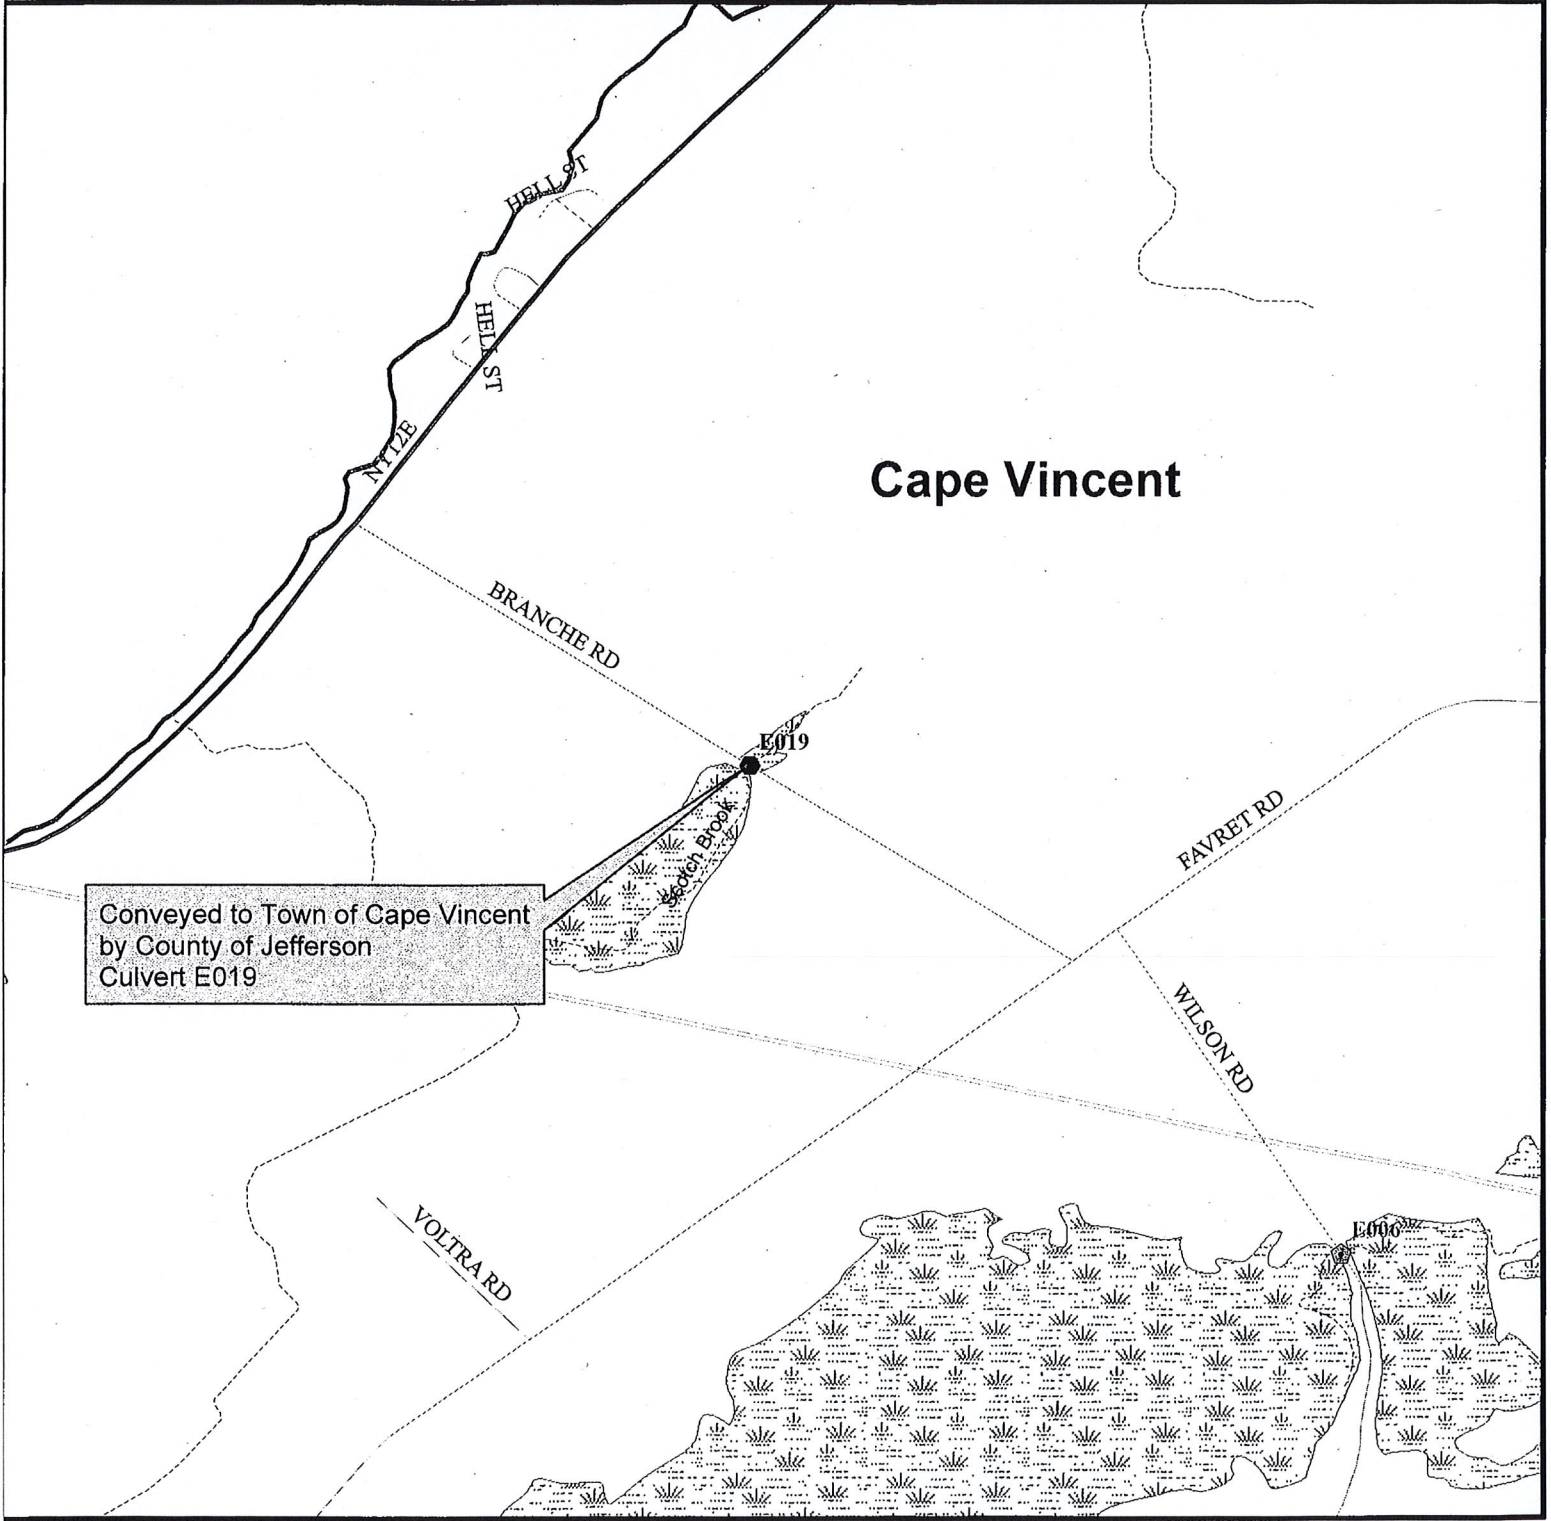 HELL ST
HELL ST
NY12E
Cape Vincent
BRANCHE RD
E019
Scotch Brook
FAVRET RD
Conveyed to Town of Cape Vincent
by County of Jefferson
Culvert E019
WILSON RD
VOLTRA RD
E006